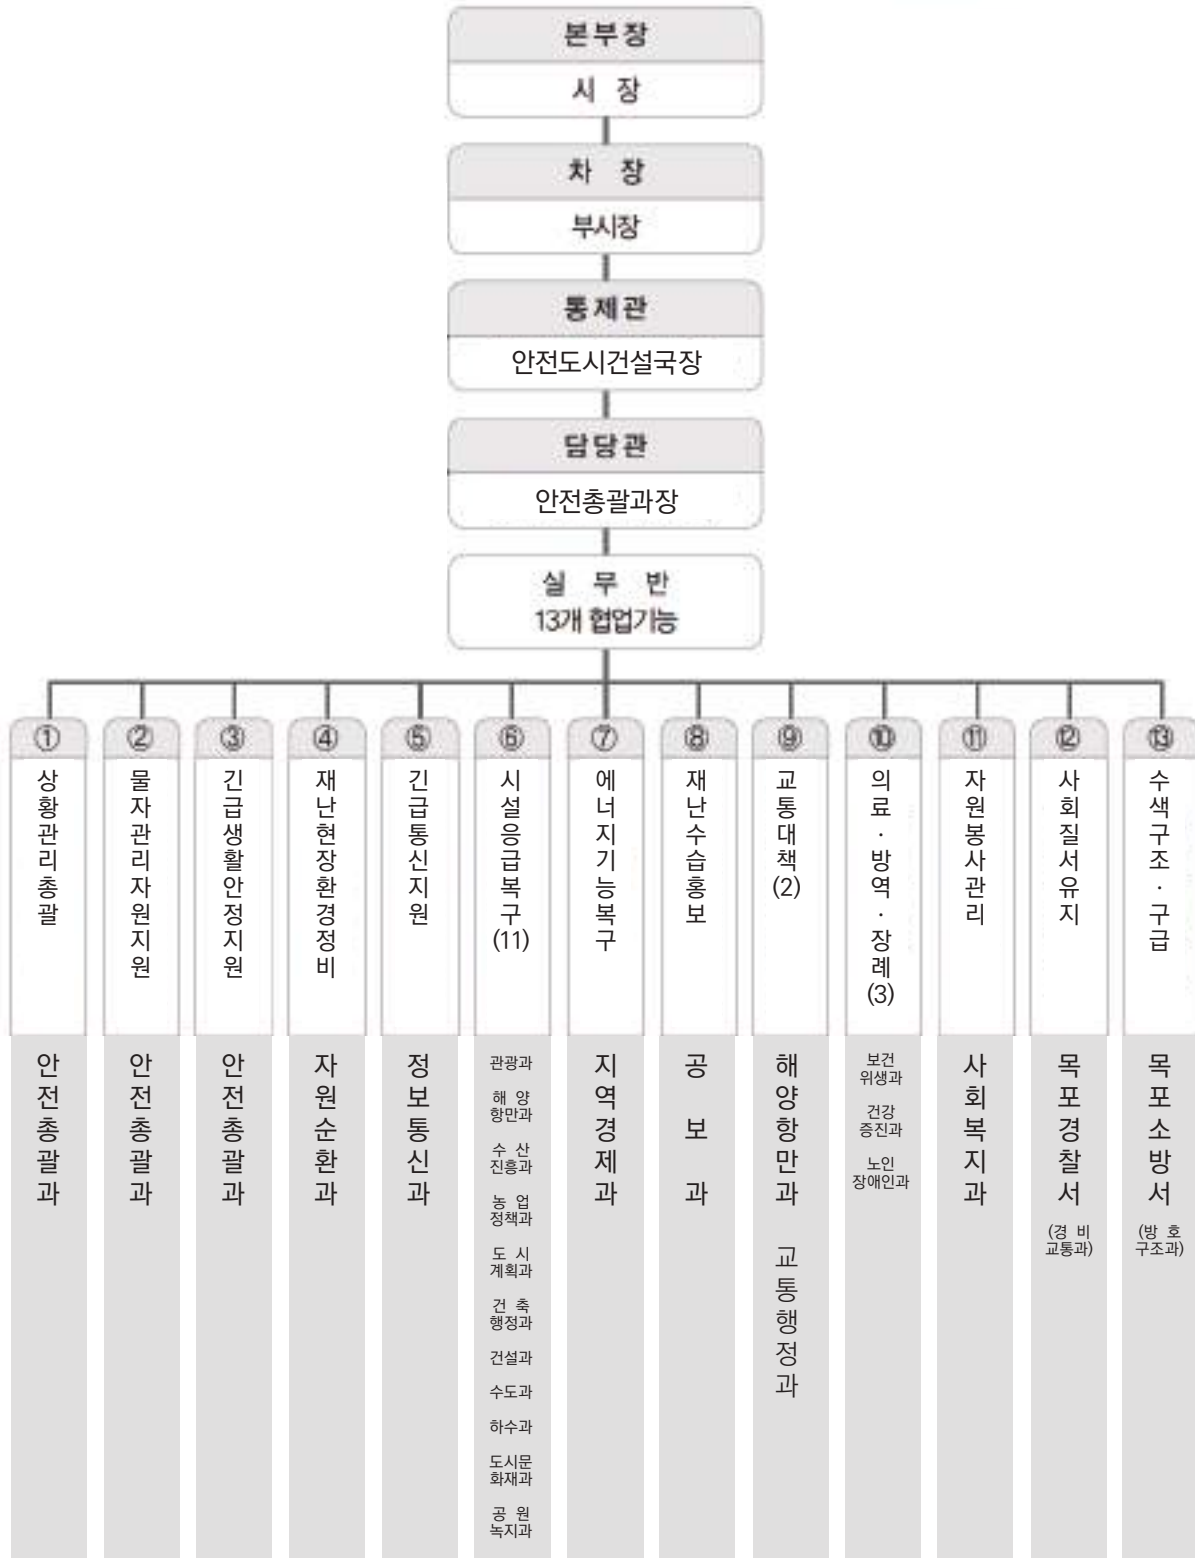 본부장
시 장
차 장
부시장
통제관
안전도시건설국장
담당관
안전총괄과장
실 무 반
13개 협업기능
①
상황관리총괄
안전총괄과
②
물자관리자원지원
안전총괄과
③
긴급생활안정지원
안전총괄과
④
재난현장환경정비
자원순환과
⑤
긴급통신지원
정보통신과
⑥
시설응급복구
(11)
관광과
해 양
항만과
수 산
진흥과
농 업
정책과
도 시
계획과
건 축
행정과
건설과
수도과
하수과
도시문
화재과
공 원
녹지과
⑦
에너지기능복구
지역경제과
⑧
재난수습홍보
공 보 과
⑨
교통대책
(2)
해양항만과
교통행정과
⑩
의료·방역·장례
(3)
보건
위생과
건강
증진과
노인
장애인과
⑪
자원봉사관리
사회복지과
⑫
사회질서유지
목포경찰서
(경 비
교통과)
⑬
수색구조·구급
목포소방서
(방 호
구조과)